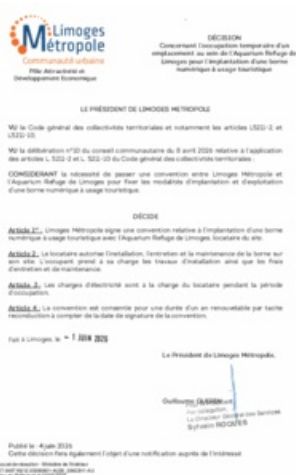 Limoges
Métropole
Communauté urbaine
Pôle Attractivité et
Développement Economique
DÉCISION
Concernant l'occupation temporaire d'un
emplacement au sein de l'Aquarium Refuge de
Limoges pour l'implantation d'une borne
numérique à usage touristique
LE PRÉSIDENT DE LIMOGES METROPOLE
VU le Code général des collectivités territoriales et notamment les articles L5211-2, et
L5211-10,
VU la délibération n°10 du conseil communautaire du 8 avril 2026 relative à l'application
des articles L. 5211-2 et L. 5211-10 du Code général des collectivités territoriales ;
CONSIDERANT la nécessité de passer une convention entre Limoges Métropole et
l'Aquarium Refuge de Limoges pour fixer les modalités d'implantation et d'exploitation
d'une borne numérique à usage touristique.
DÉCIDE
Article 1er : Limoges Métropole signe une convention relative à l'implantation d'une borne
numérique à usage touristique avec l'Aquarium Refuge de Limoges, locataire du site.
Article 2 : Le locataire autorise l'installation, l'entretien et la maintenance de la borne sur
son site. L'occupant prend à sa charge les travaux d'installation ainsi que les frais
d'entretien et de maintenance.
Article 3 : Les charges d'électricité sont à la charge du locataire pendant la période
d'occupation.
Article 4 : La convention est consentie pour une durée d'un an renouvelable par tacite
reconduction à compter de la date de signature de la convention.
Fait à Limoges, le - 1 JUIN 2026
Le Président de Limoges Métropole,
Guillaume GUERIN
Par délégation,
Le Directeur Général des Services
Sylvain ROQUES
Publié le : 4 juin 2026
Cette décision fera également l'objet d'une notification auprès de l'intéressé